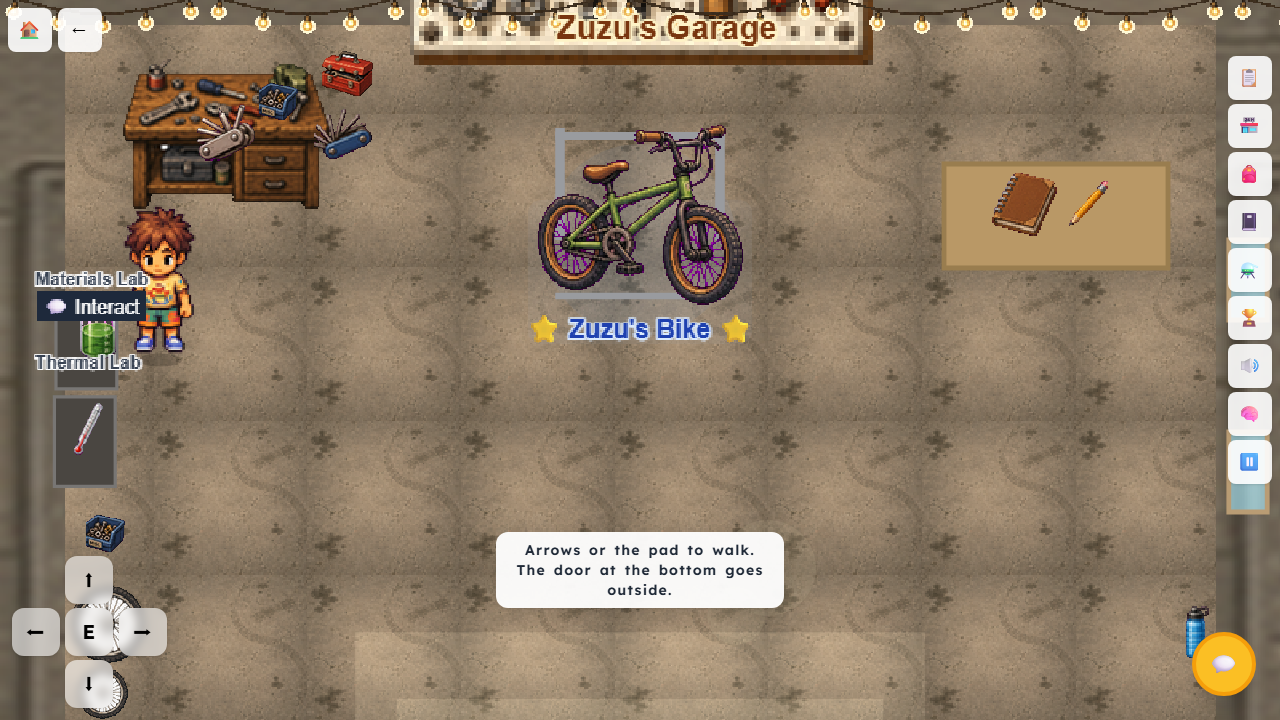 Zuzu's Garage
Materials Lab
Interact
Thermal Lab
Zuzu's Bike
Arrows or the pad to walk.
The door at the bottom goes
outside.
E